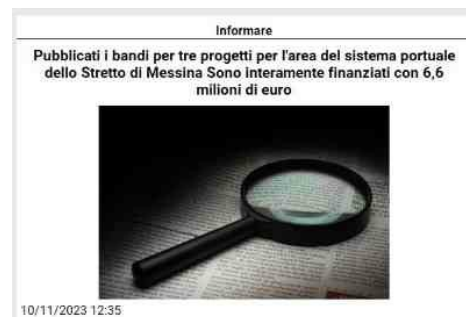 Informare
Pubblicati i bandi per tre progetti per l'area del sistema portuale
dello Stretto di Messina Sono interamente finanziati con 6,6
milioni di euro
10/11/2023 12:35